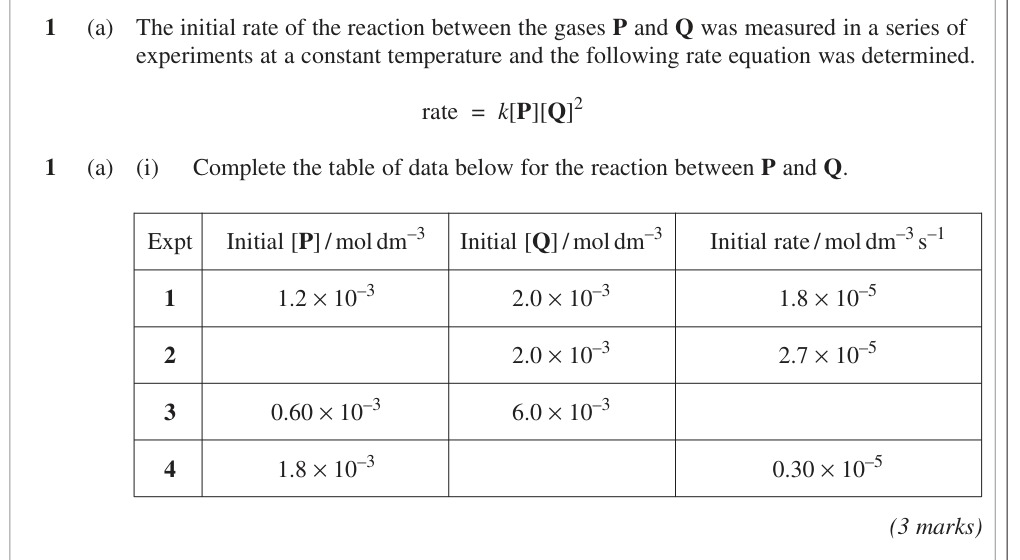 1 (a) The initial rate of the reaction between the gases P and Q was measured in a series of
experiments at a constant temperature and the following rate equation was determined.
rate = k[P][Q]²
1 (a) (i) Complete the table of data below for the reaction between P and Q.
Expt Initial [P] / mol dm⁻³ Initial [Q] / mol dm⁻³ Initial rate / mol dm⁻³ s⁻¹
1 1.2 × 10⁻³ 2.0 × 10⁻³ 1.8 × 10⁻⁵
2 2.0 × 10⁻³ 2.7 × 10⁻⁵
3 0.60 × 10⁻³ 6.0 × 10⁻³
4 1.8 × 10⁻³ 0.30 × 10⁻⁵
(3 marks)